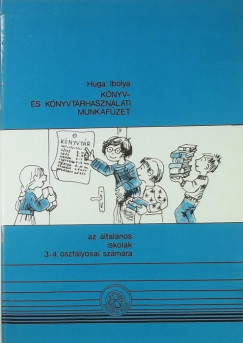 Huga Ibolya
KÖNYV-
ÉS KÖNYVTÁRHASZNÁLATI
MUNKAFÜZET
KÖNYVTÁR
az általános
iskolák
3-4. osztályosai számára